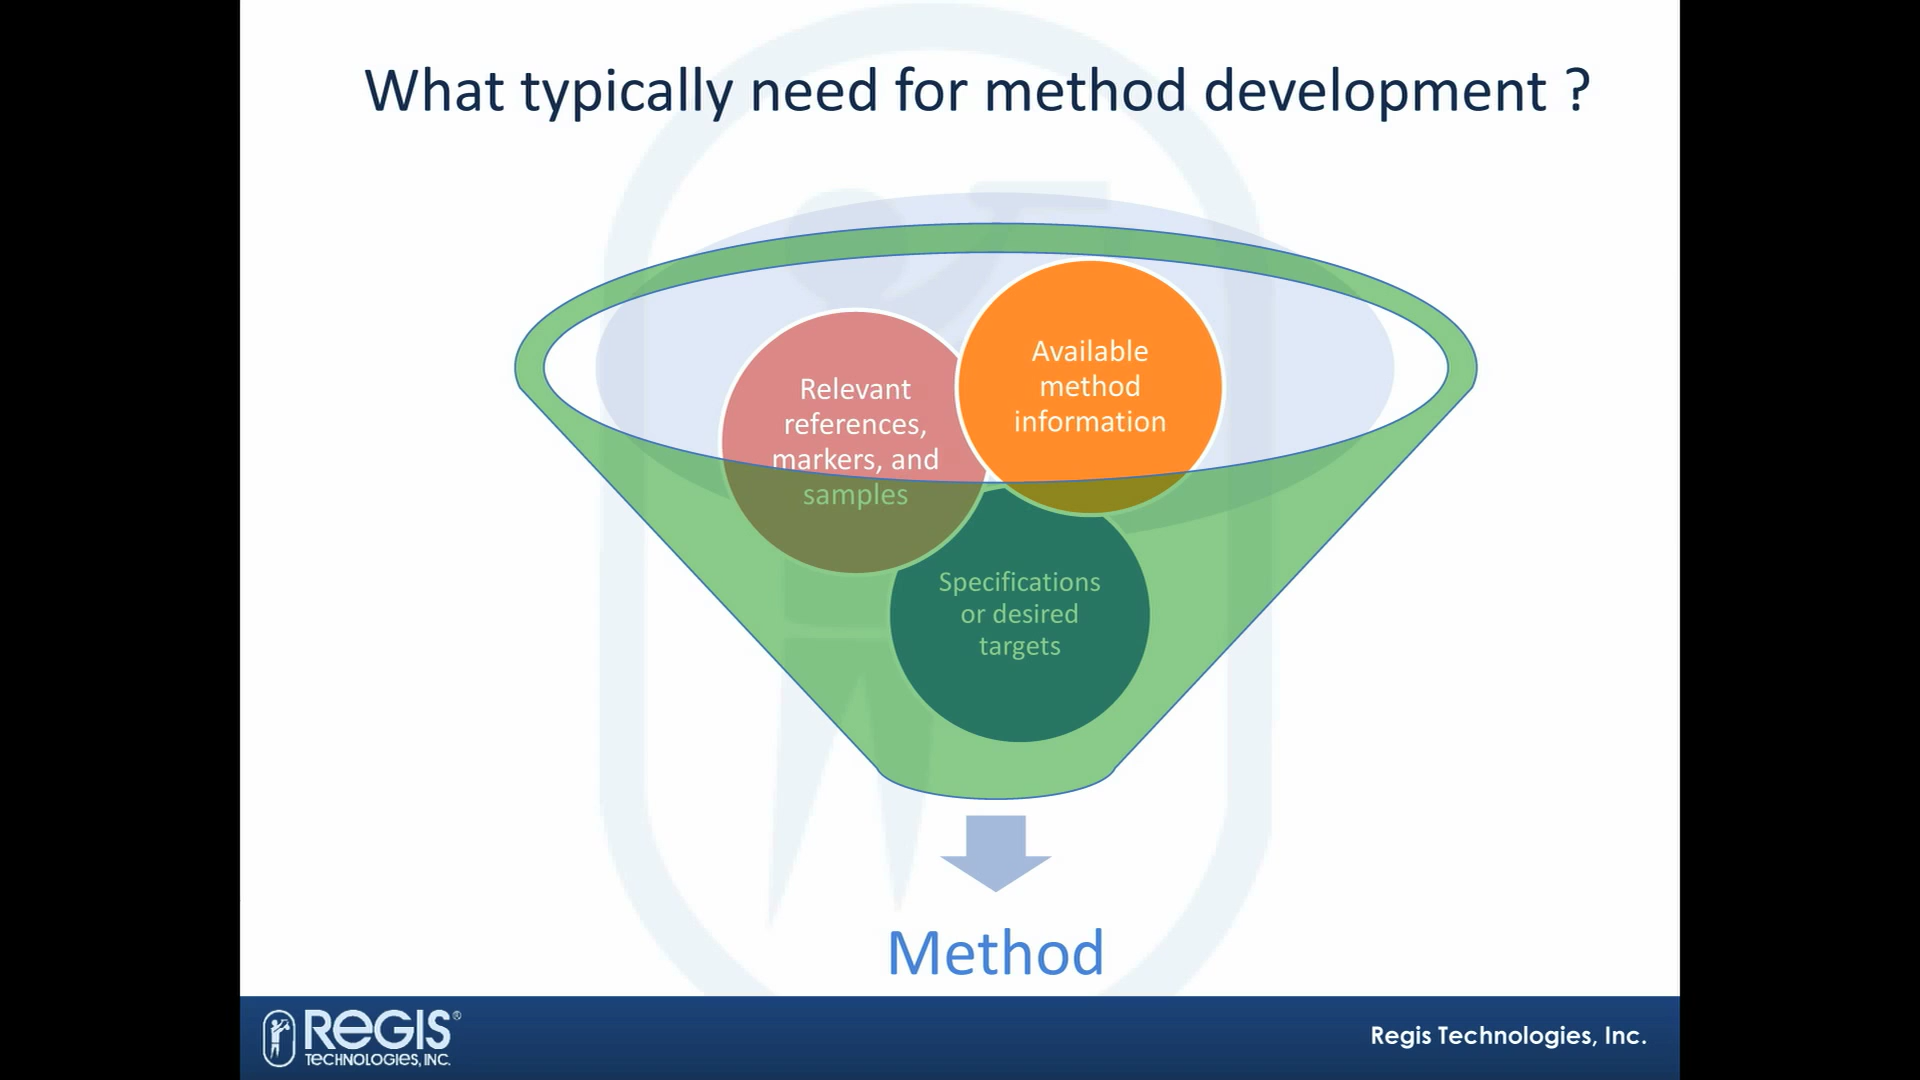 What typically need for method development ?
Relevant
references,
markers, and
samples
Available
method
information
Specifications
or desired
targets
Method
REGIS®
TECHNOLOGIES, INC.
Regis Technologies, Inc.